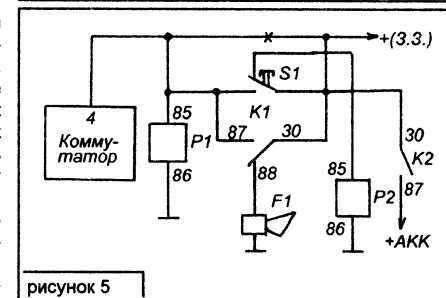 +(З.З.)
S1
4
Комму-
татор
85
P1
86
K1
87
30
88
F1
85
P2
86
30
K2
87
+АКК
рисунок 5